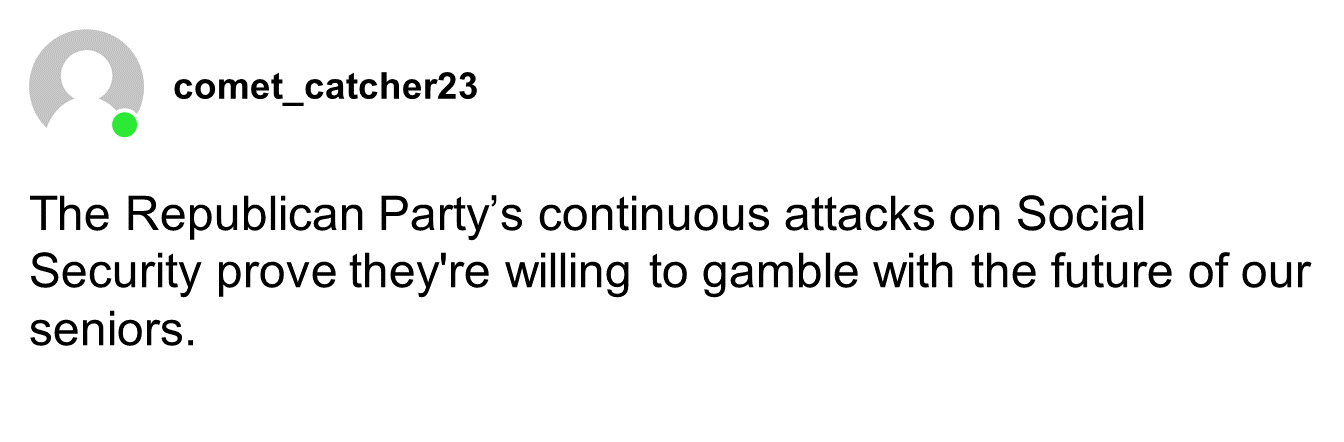 comet_catcher23
The Republican Party’s continuous attacks on Social
Security prove they're willing to gamble with the future of our
seniors.